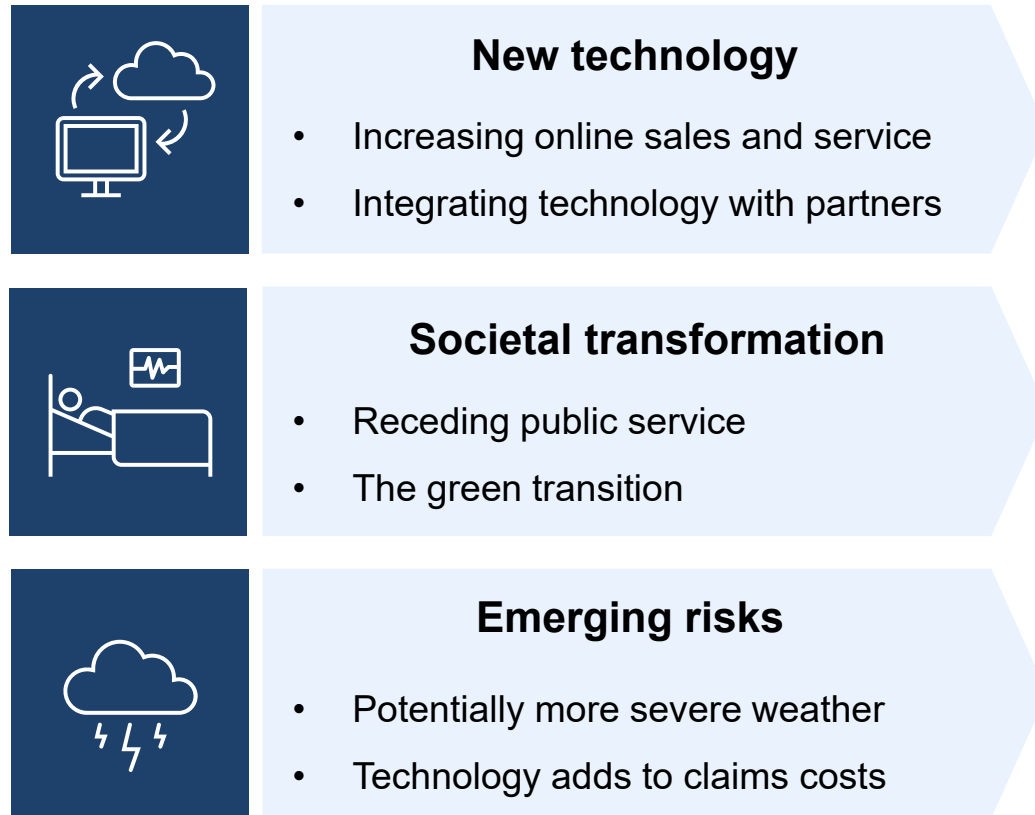 New technology
• Increasing online sales and service
• Integrating technology with partners
Societal transformation
• Receding public service
• The green transition
Emerging risks
• Potentially more severe weather
• Technology adds to claims costs